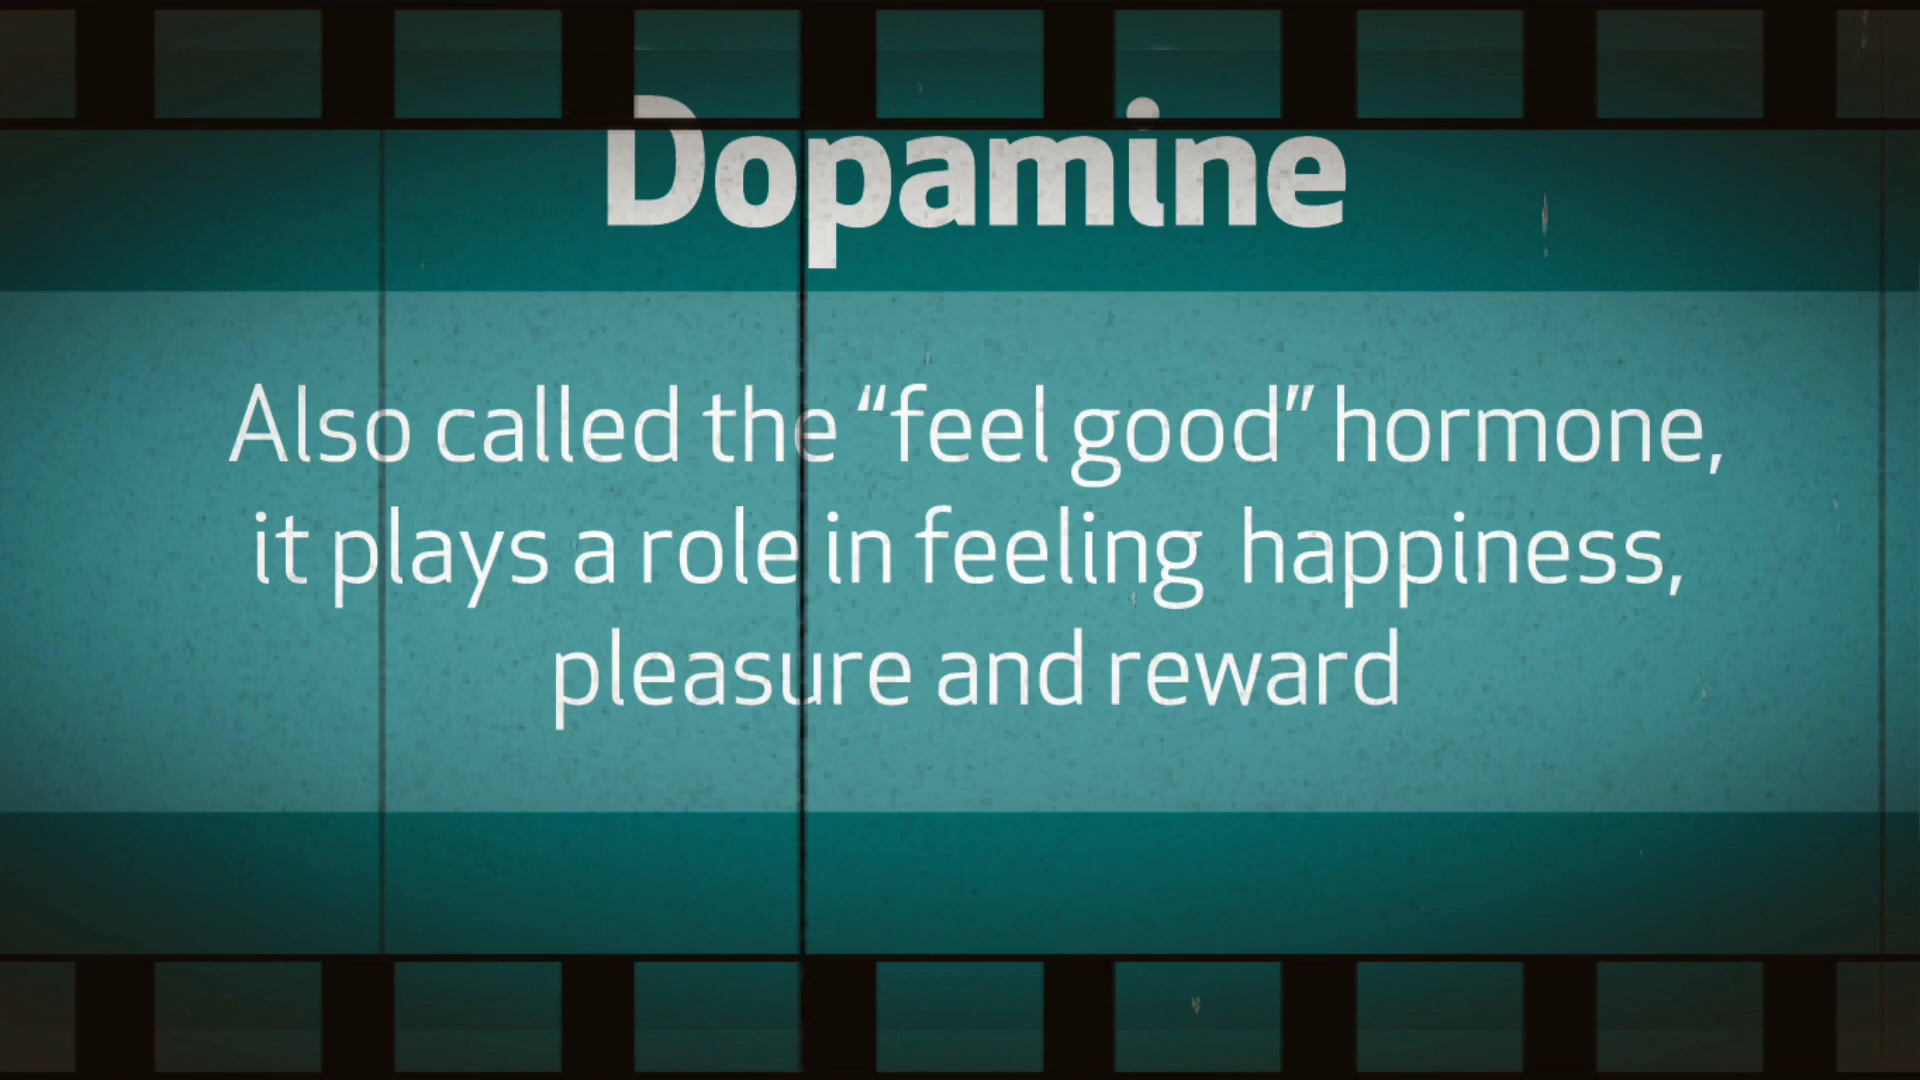 Dopamine
Also called the “feel good” hormone,
it plays a role in feeling happiness,
pleasure and reward